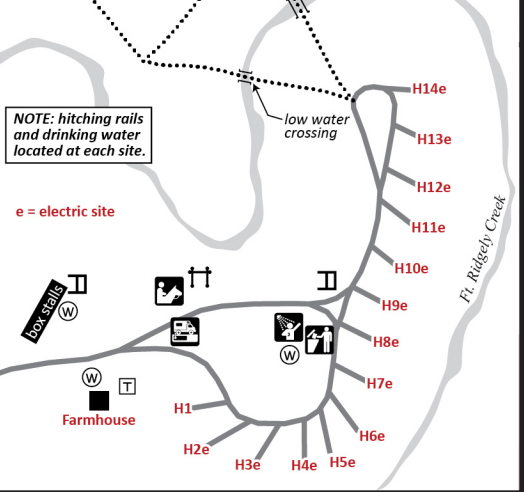 H14e
NOTE: hitching rails
and drinking water
located at each site.
low water
crossing
H13e
H12e
e = electric site
H11e
Ft. Ridgely Creek
H10e
box stalls
W
H9e
W
H8e
W
T
H7e
Farmhouse
H1
H6e
H2e
H3e
H4e
H5e